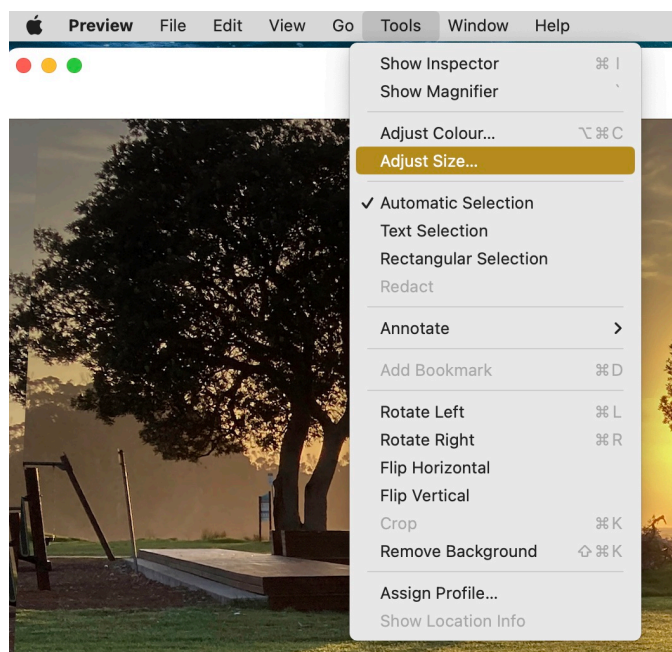 Preview File Edit View Go Tools Window Help
Show Inspector ⌘ I
Show Magnifier `
Adjust Colour... ⌥⌘C
Adjust Size...
✓ Automatic Selection
Text Selection
Rectangular Selection
Redact
Annotate >
Add Bookmark ⌘D
Rotate Left ⌘L
Rotate Right ⌘R
Flip Horizontal
Flip Vertical
Crop ⌘K
Remove Background ⇧⌘K
Assign Profile...
Show Location Info